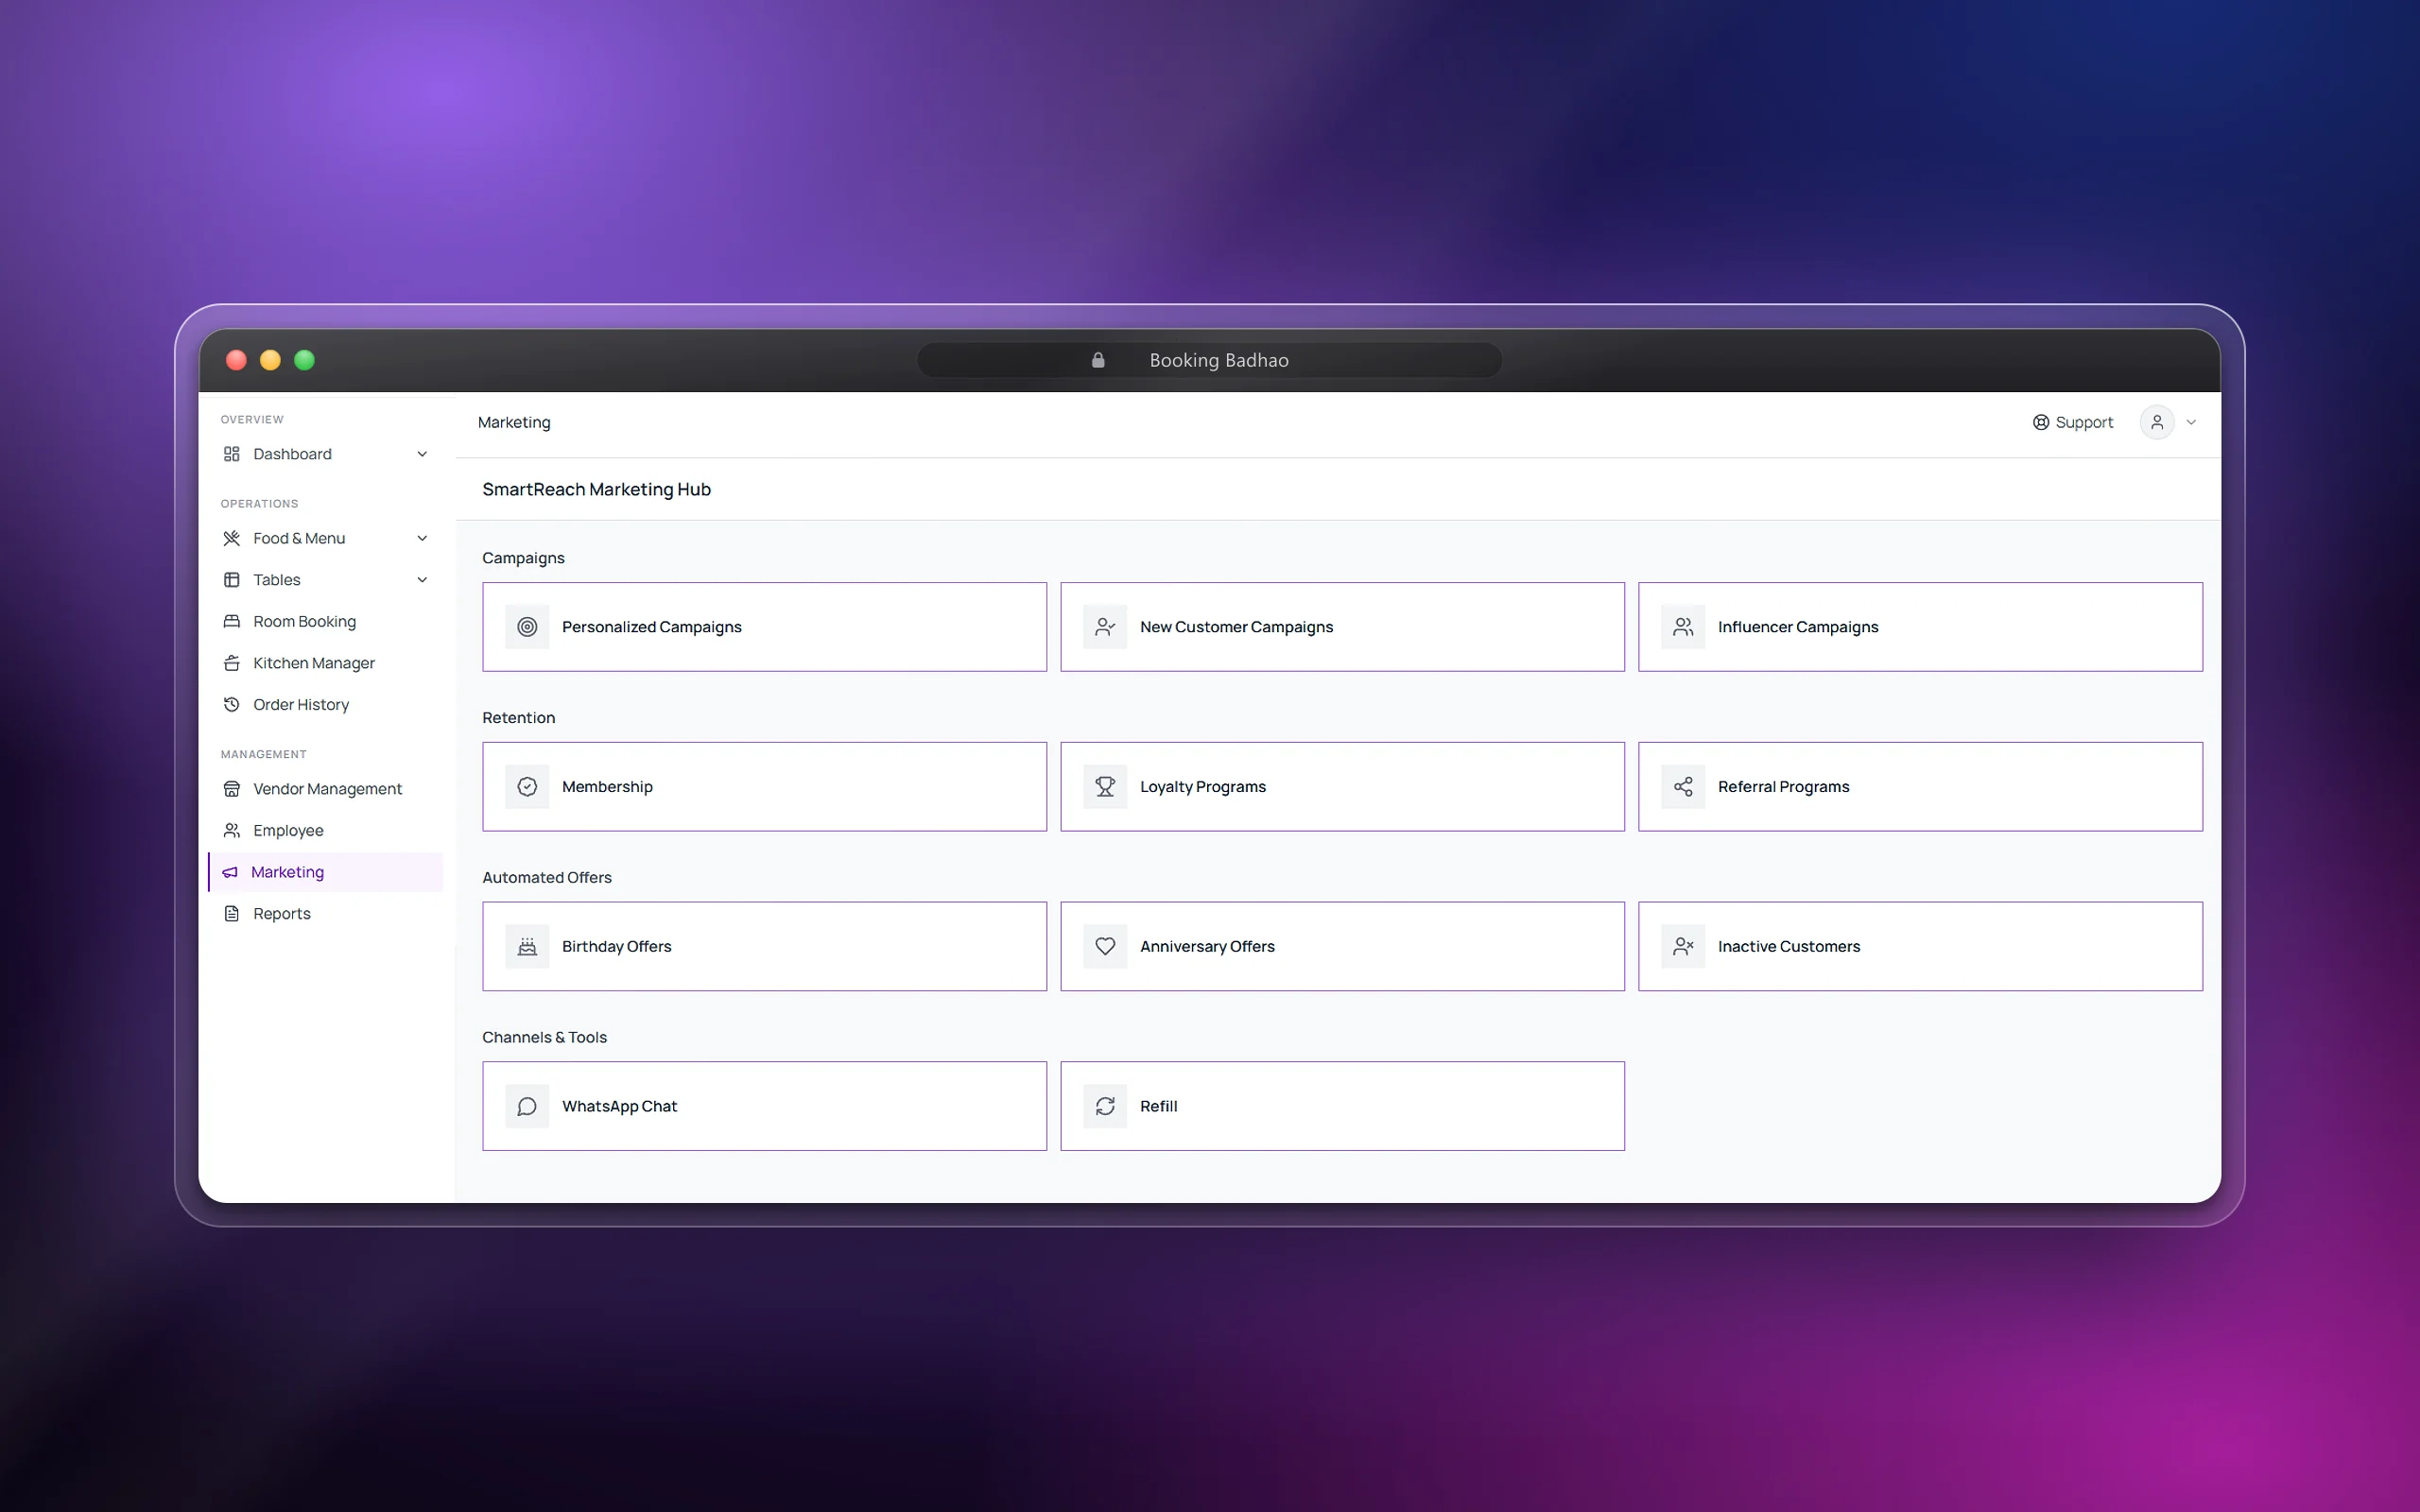 Booking Badhao
OVERVIEW
Dashboard
OPERATIONS
Food & Menu
Tables
Room Booking
Kitchen Manager
Order History
MANAGEMENT
Vendor Management
Employee
Marketing
Reports
Marketing
Support
SmartReach Marketing Hub
Campaigns
Personalized Campaigns
New Customer Campaigns
Influencer Campaigns
Retention
Membership
Loyalty Programs
Referral Programs
Automated Offers
Birthday Offers
Anniversary Offers
Inactive Customers
Channels & Tools
WhatsApp Chat
Refill